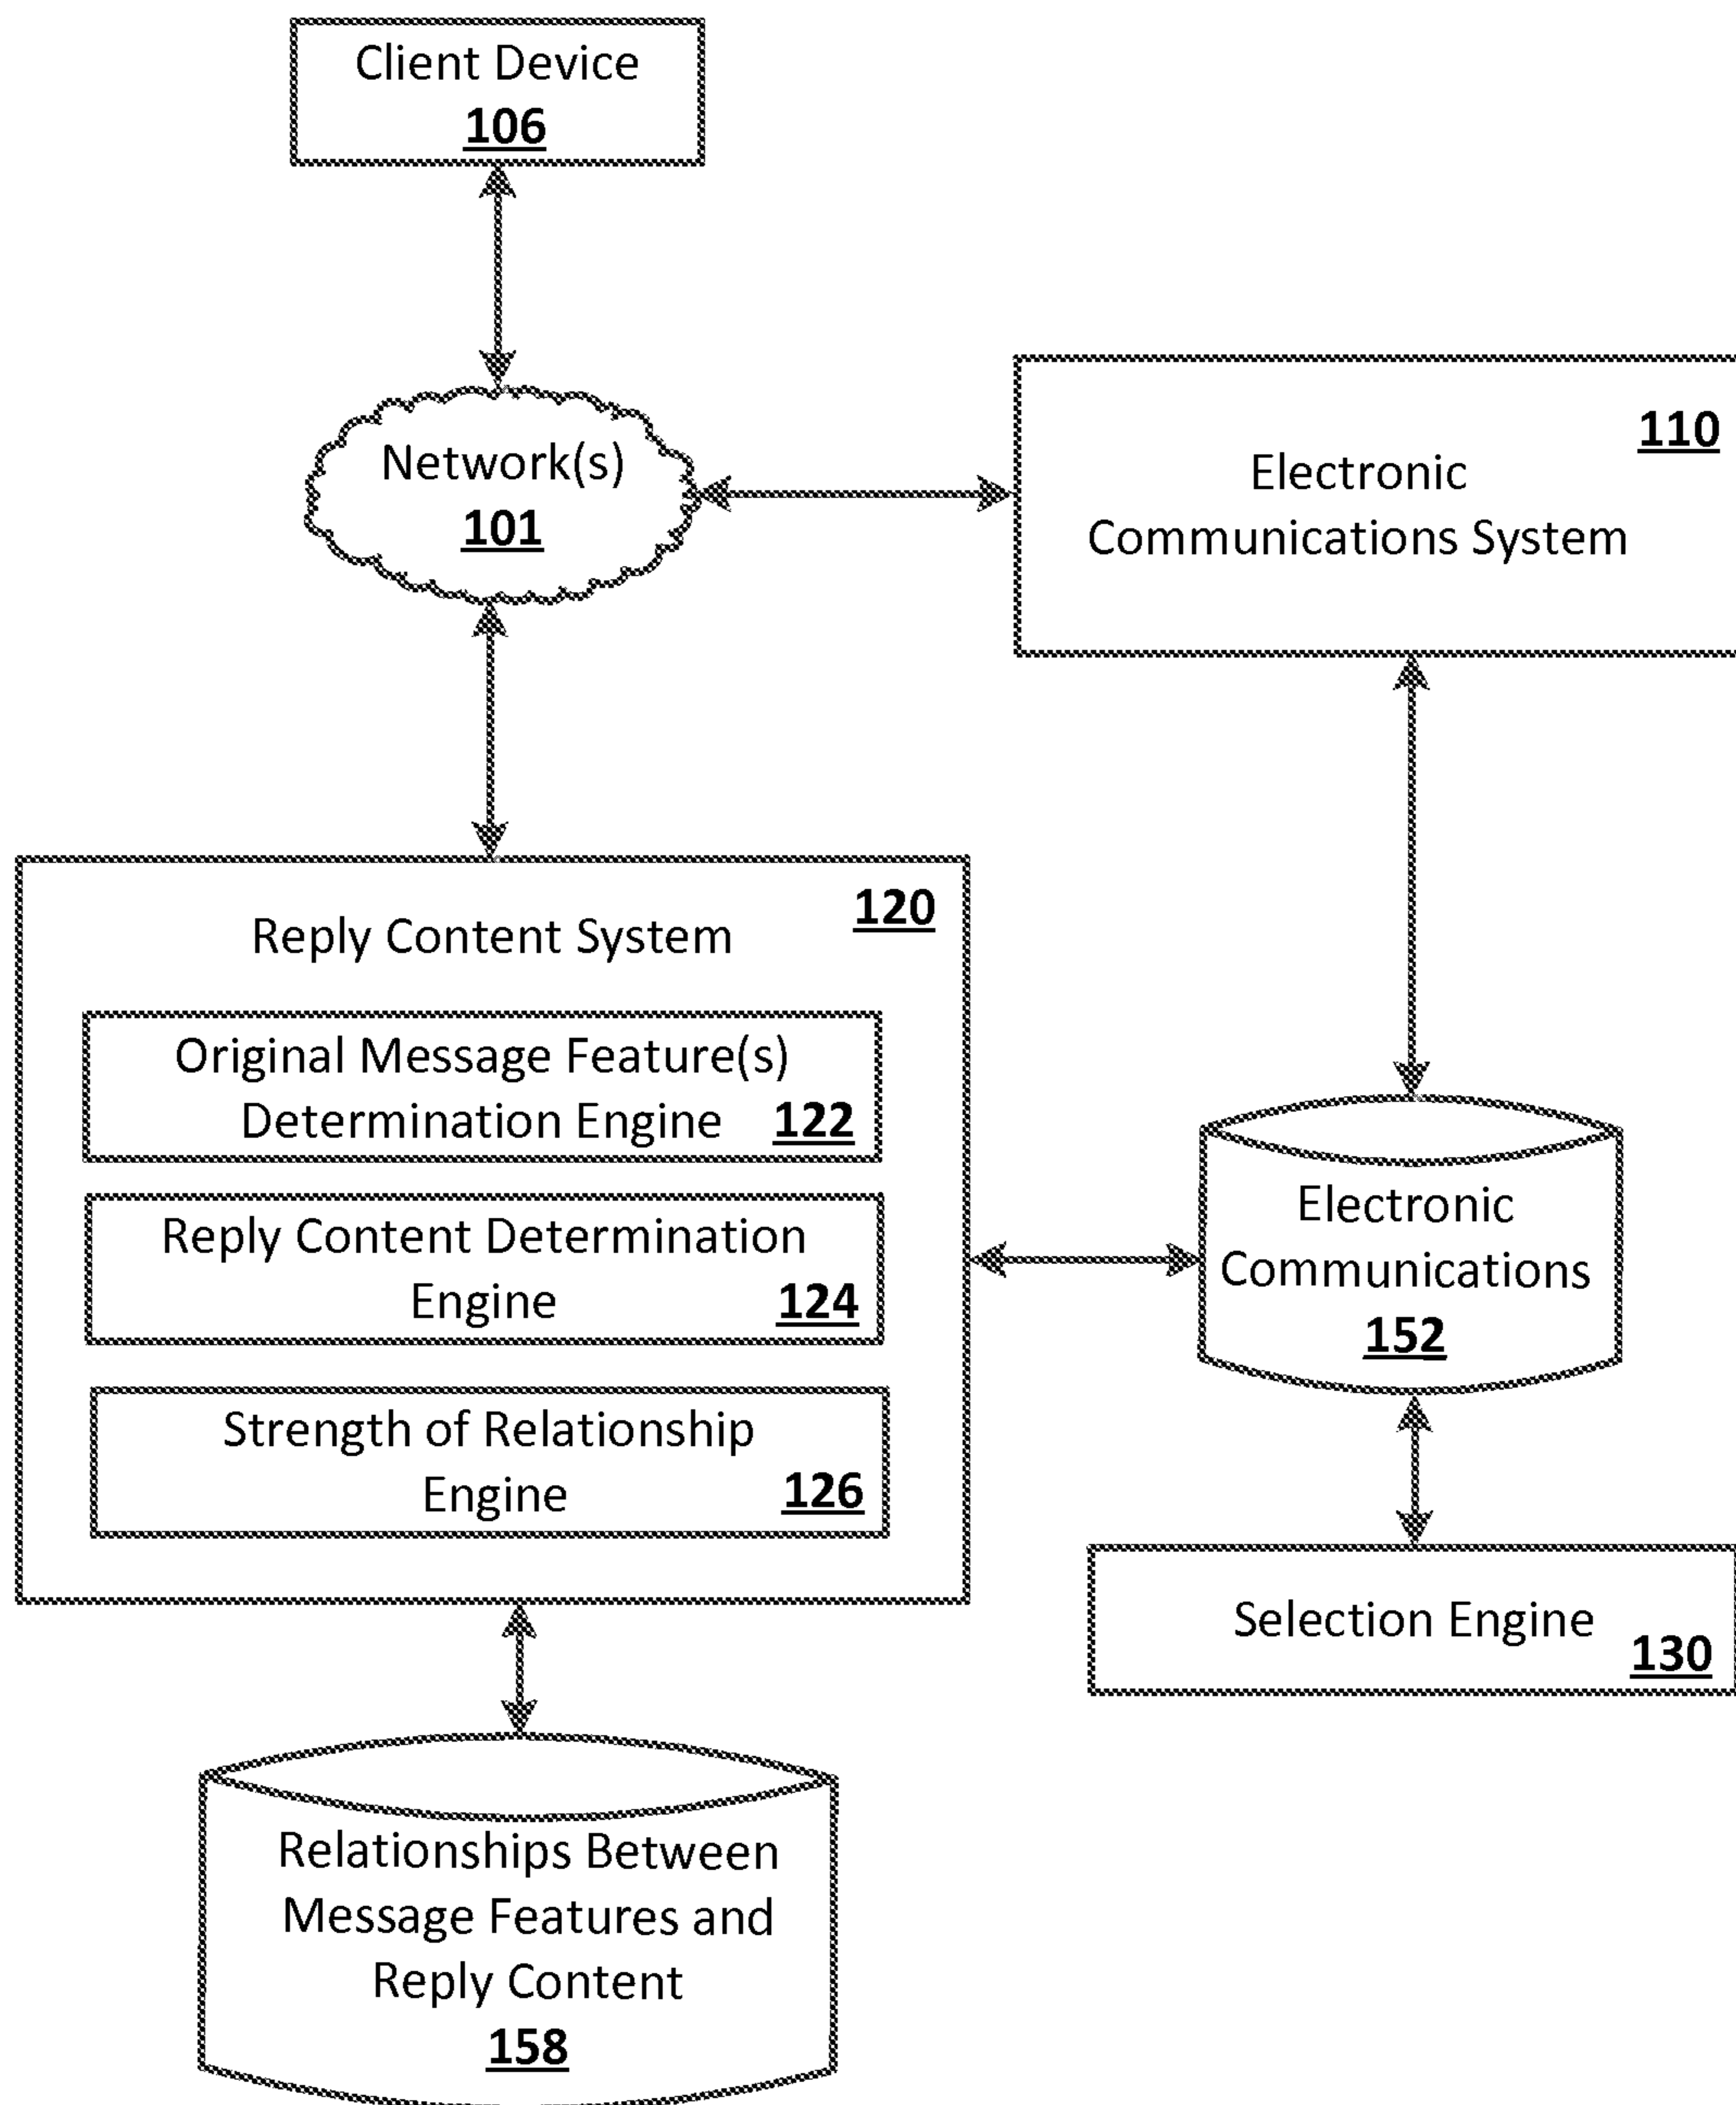 Client Device
106
Network(s)
101
110
Electronic
Communications System
120
Reply Content System
Original Message Feature(s)
Determination Engine 122
Reply Content Determination
Engine 124
Strength of Relationship
Engine 126
Electronic
Communications
152
Selection Engine
130
Relationships Between
Message Features and
Reply Content
158